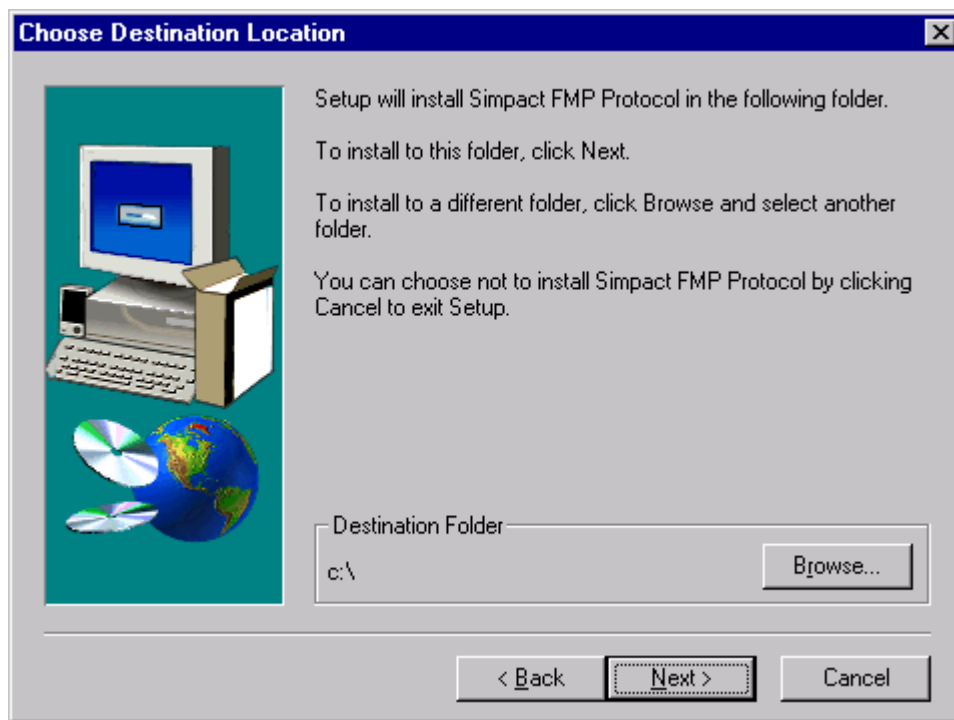 Choose Destination Location
Setup will install Simpact FMP Protocol in the following folder.
To install to this folder, click Next.
To install to a different folder, click Browse and select another
folder.
You can choose not to install Simpact FMP Protocol by clicking
Cancel to exit Setup.
Destination Folder
c:\
Browse...
< Back
Next >
Cancel